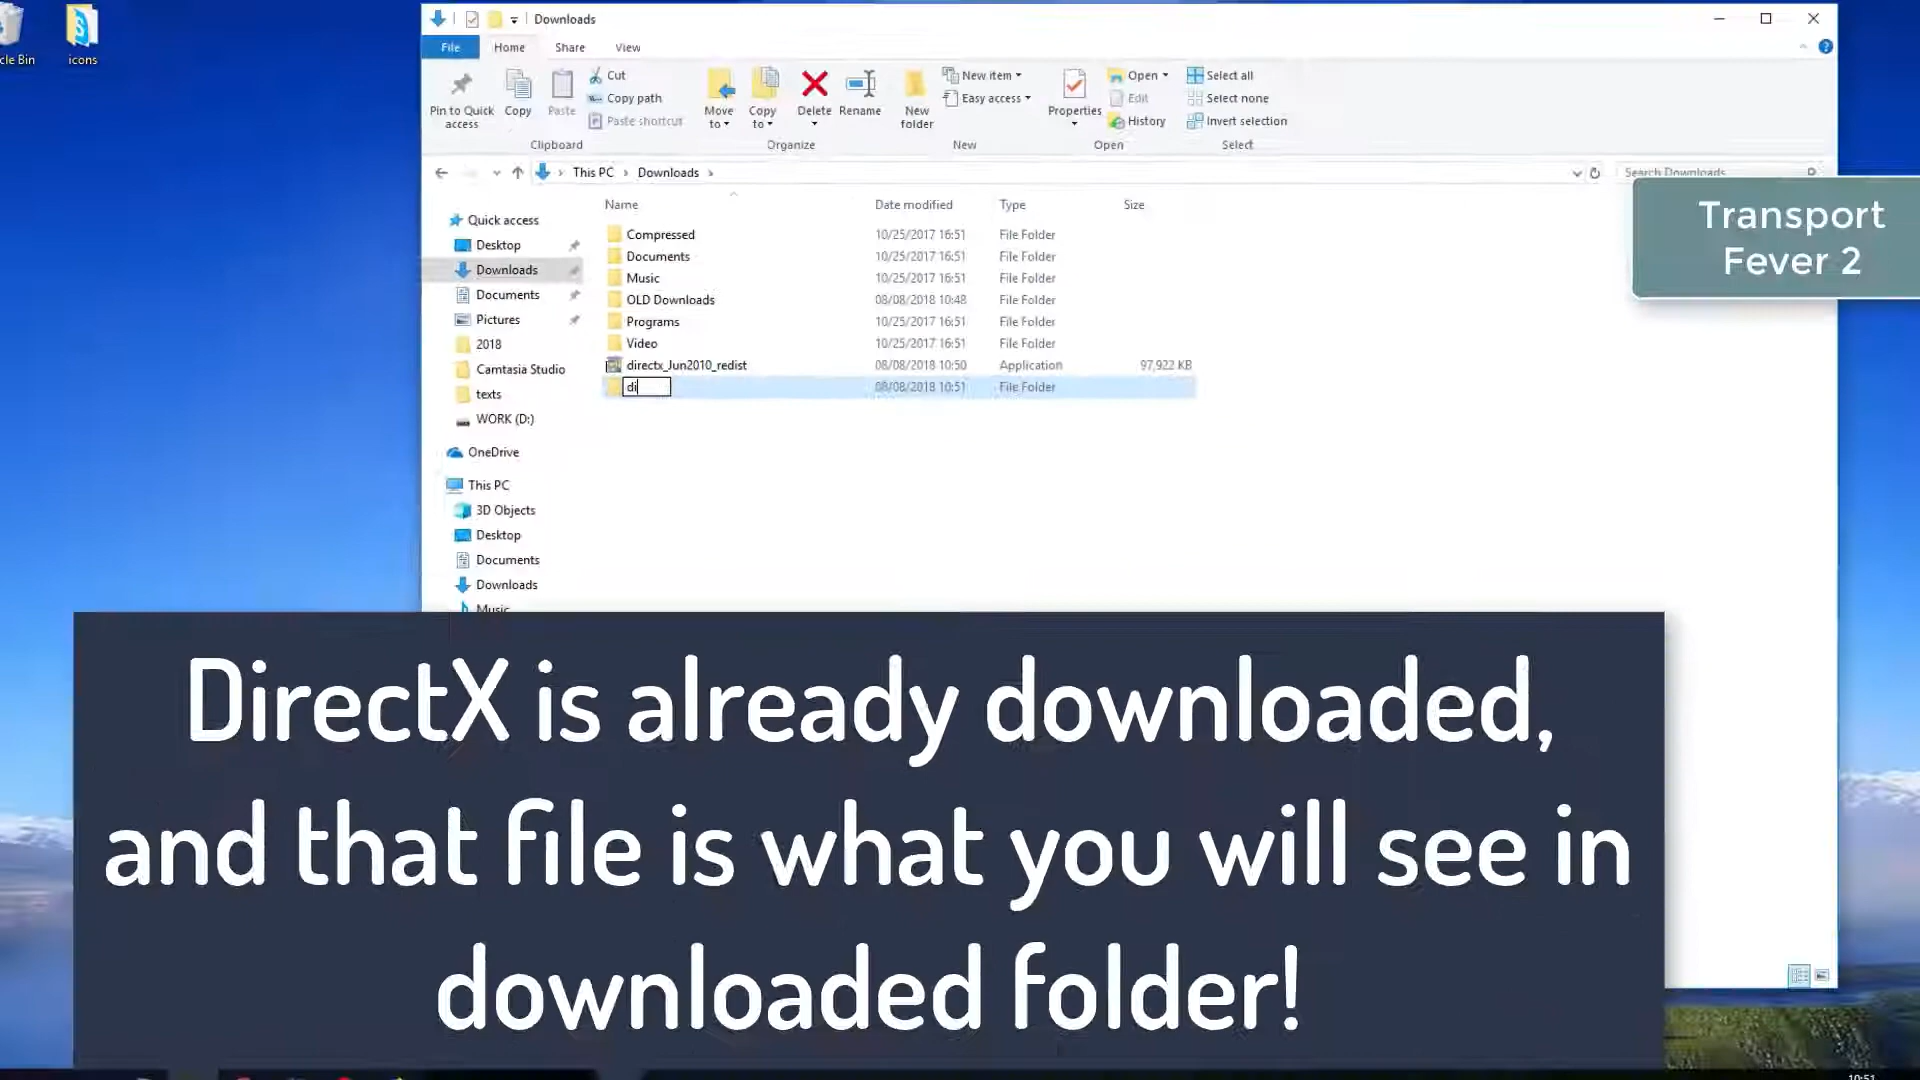 Downloads
cle Bin
icons
File Home Share View
Pin to Quick access
Copy
Paste
Cut
Copy path
Paste shortcut
Clipboard
Move to
Copy to
Delete
Rename
Organize
New folder
New item
Easy access
New
Properties
Open
Edit
History
Open
Select all
Select none
Invert selection
Select
This PC > Downloads >
Search Downloads
Transport
Fever 2
Quick access
Desktop
Downloads
Documents
Pictures
2018
Camtasia Studio
texts
WORK (D:)
OneDrive
This PC
3D Objects
Desktop
Documents
Downloads
Music
Name Date modified Type Size
Compressed 10/25/2017 16:51 File Folder
Documents 10/25/2017 16:51 File Folder
Music 10/25/2017 16:51 File Folder
OLD Downloads 08/08/2018 10:48 File Folder
Programs 10/25/2017 16:51 File Folder
Video 10/25/2017 16:51 File Folder
directx_Jun2010_redist 08/08/2018 10:50 Application 97,922 KB
di 08/08/2018 10:51 File Folder
DirectX is already downloaded,
and that file is what you will see in
downloaded folder!
10:51